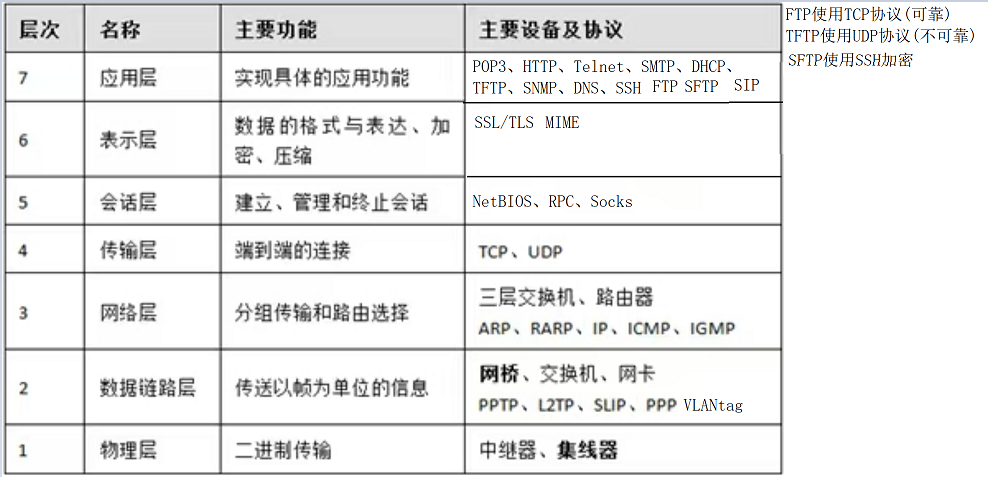 层次 名称 主要功能 主要设备及协议
FTP使用TCP协议(可靠)
TFTP使用UDP协议(不可靠)
SFTP使用SSH加密
7 应用层 实现具体的应用功能
POP3、HTTP、Telnet、SMTP、DHCP、
TFTP、SNMP、DNS、SSH FTP SFTP SIP
6 表示层
数据的格式与表达、加
密、压缩
SSL/TLS MIME
5 会话层 建立、管理和终止会话 NetBIOS、RPC、Socks
4 传输层 端到端的连接 TCP、UDP
3 网络层 分组传输和路由选择
三层交换机、路由器
ARP、RARP、IP、ICMP、IGMP
2 数据链路层 传送以帧为单位的信息
网桥、交换机、网卡
PPTP、L2TP、SLIP、PPP VLANtag
1 物理层 二进制传输 中继器、集线器